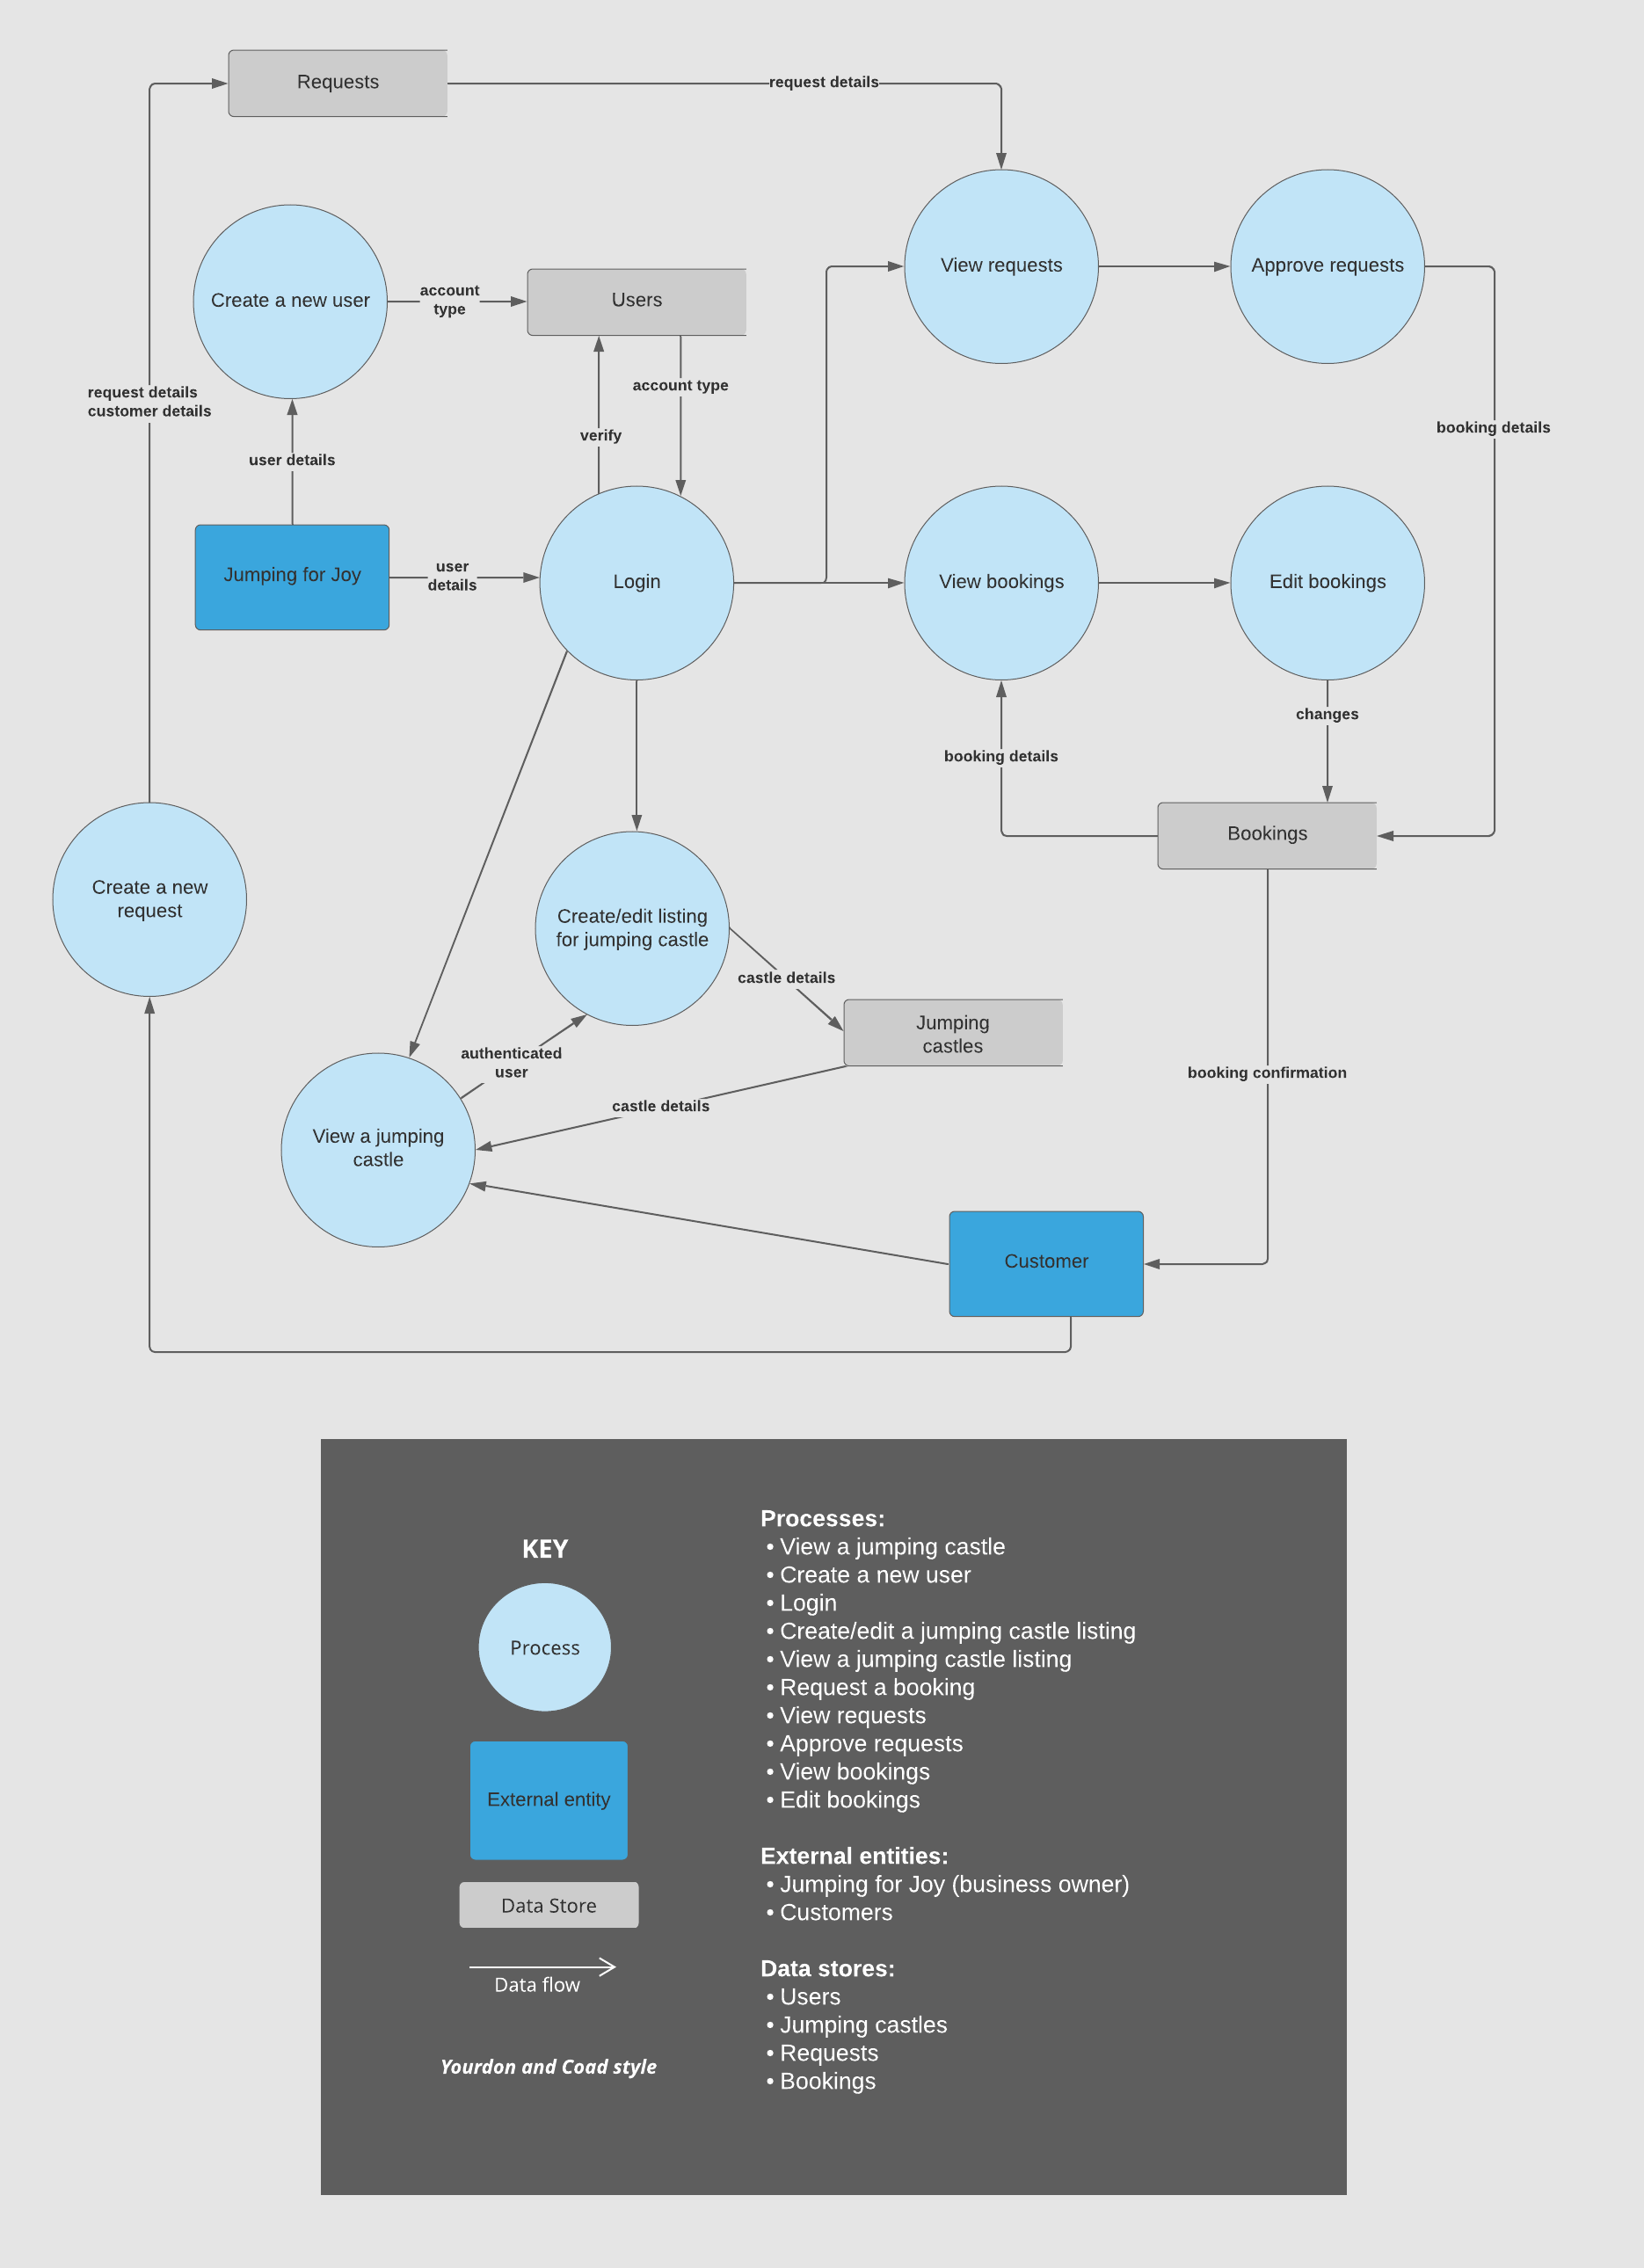 Requests
request details
View requests
Approve requests
Create a new user
account
type
Users
request details
customer details
account type
verify
user details
booking details
Jumping for Joy
user
details
Login
View bookings
Edit bookings
changes
booking details
Bookings
Create a new
request
Create/edit listing
for jumping castle
castle details
Jumping
castles
authenticated
user
castle details
booking confirmation
View a jumping
castle
Customer
KEY
Process
External entity
Data Store
Data flow
Yourdon and Coad style
Processes:
• View a jumping castle
• Create a new user
• Login
• Create/edit a jumping castle listing
• View a jumping castle listing
• Request a booking
• View requests
• Approve requests
• View bookings
• Edit bookings
External entities:
• Jumping for Joy (business owner)
• Customers
Data stores:
• Users
• Jumping castles
• Requests
• Bookings